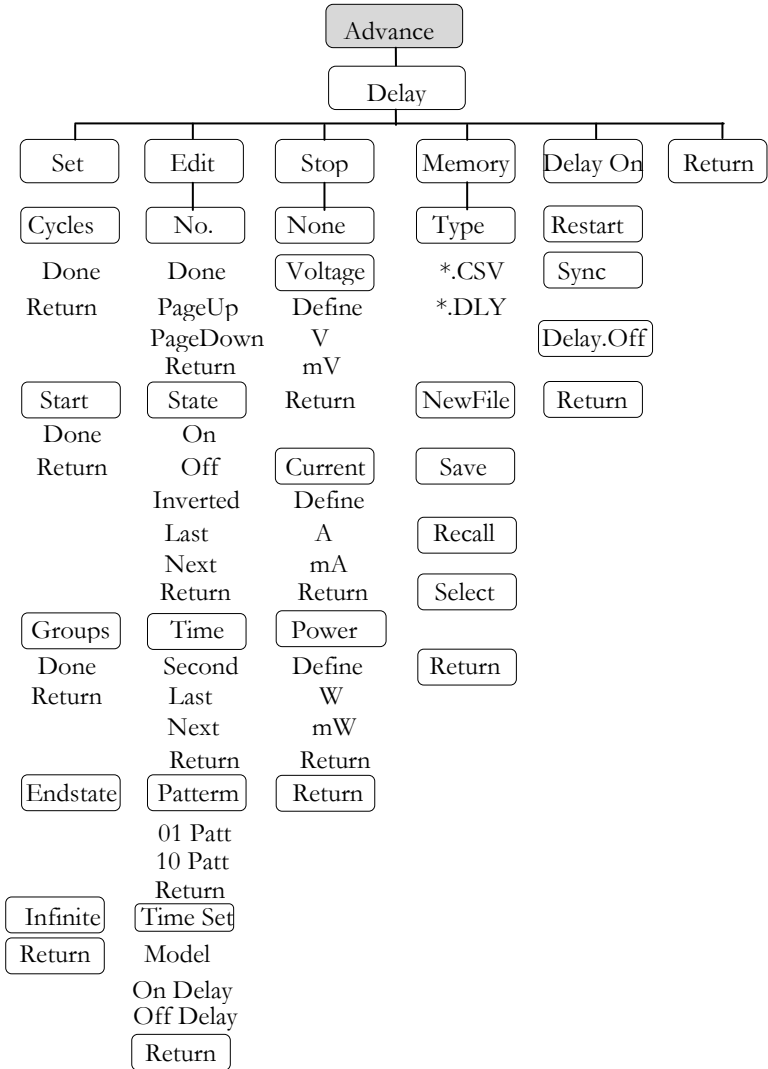 Advance
Delay
Set
Edit
Stop
Memory
Delay On
Return
Cycles
Done
Return
Start
Done
Return
Groups
Done
Return
Endstate
Infinite
Return
No.
Done
PageUp
PageDown
Return
State
On
Off
Inverted
Last
Next
Return
Time
Second
Last
Next
Return
Patterm
01 Patt
10 Patt
Return
Time Set
Model
On Delay
Off Delay
Return
None
Voltage
Define
V
mV
Return
Current
Define
A
mA
Return
Power
Define
W
mW
Return
Return
Type
*.CSV
*.DLY
NewFile
Save
Recall
Select
Return
Restart
Sync
Delay.Off
Return